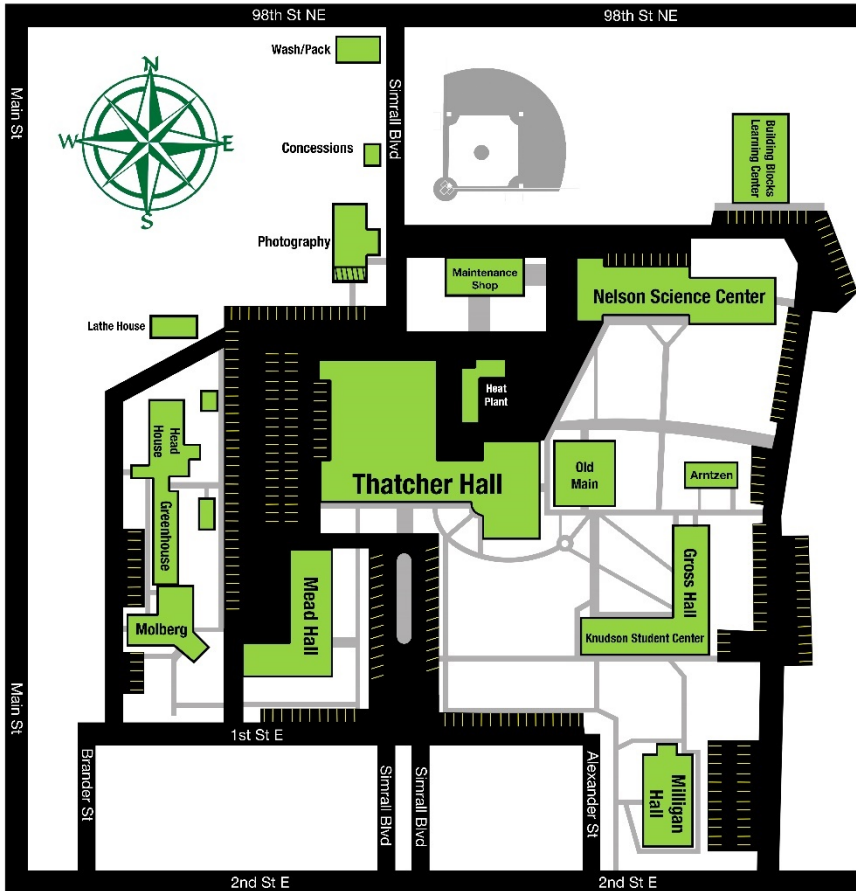 98th St NE
98th St NE
Wash/Pack
Main St
Simrall Blvd
N
W
E
S
Concessions
Building Blocks
Learning Center
Photography
Maintenance
Shop
Nelson Science Center
Lathe House
Heat
Plant
Head
House
Thatcher Hall
Old
Main
Arntzen
Greenhouse
Mead Hall
Gross Hall
Molberg
Knudson Student Center
Main St
1st St E
Brander St
Simrall Blvd
Simrall Blvd
Alexander St
Milligan
Hall
2nd St E
2nd St E